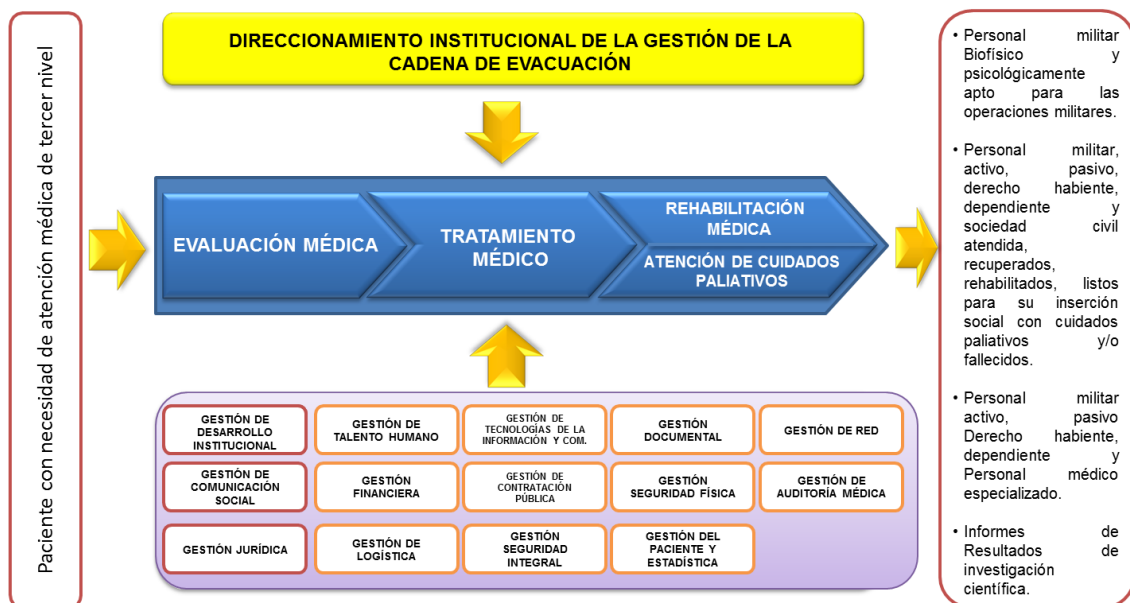 Paciente con necesidad de atención médica de tercer nivel
DIRECCIONAMIENTO INSTITUCIONAL DE LA GESTIÓN DE LA
CADENA DE EVACUACIÓN
EVALUACIÓN MÉDICA
TRATAMIENTO
MÉDICO
REHABILITACIÓN
MÉDICA
ATENCIÓN DE CUIDADOS
PALIATIVOS
GESTIÓN DE
DESARROLLO
INSTITUCIONAL
GESTIÓN DE
TALENTO HUMANO
GESTIÓN DE
TECNOLOGÍAS DE LA
INFORMACIÓN Y COM.
GESTIÓN
DOCUMENTAL
GESTIÓN DE RED
GESTIÓN DE
COMUNICACIÓN
SOCIAL
GESTIÓN
FINANCIERA
GESTIÓN DE
CONTRATACIÓN
PÚBLICA
GESTIÓN
SEGURIDAD FÍSICA
GESTIÓN DE
AUDITORÍA MÉDICA
GESTIÓN JURÍDICA
GESTIÓN DE
LOGÍSTICA
GESTIÓN
SEGURIDAD
INTEGRAL
GESTIÓN DEL
PACIENTE Y
ESTADÍSTICA
• Personal militar
Biofísico y
psicológicamente
apto para las
operaciones militares.
• Personal militar,
activo, pasivo,
derecho habiente,
dependiente y
sociedad civil
atendida,
recuperados,
rehabilitados, listos
para su inserción
social con cuidados
paliativos y/o
fallecidos.
• Personal militar
activo, pasivo
Derecho habiente,
dependiente y
Personal médico
especializado.
• Informes de
Resultados de
investigación
científica.